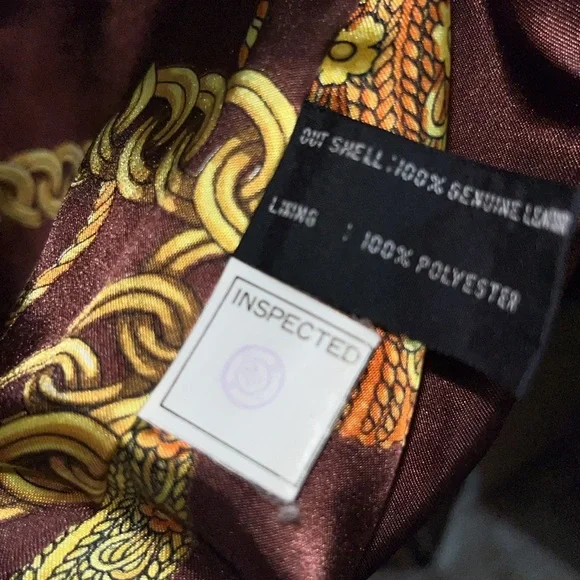 OUT SHELL:100% GENUINE LEATHER
LINING : 100% POLYESTER
INSPECTED